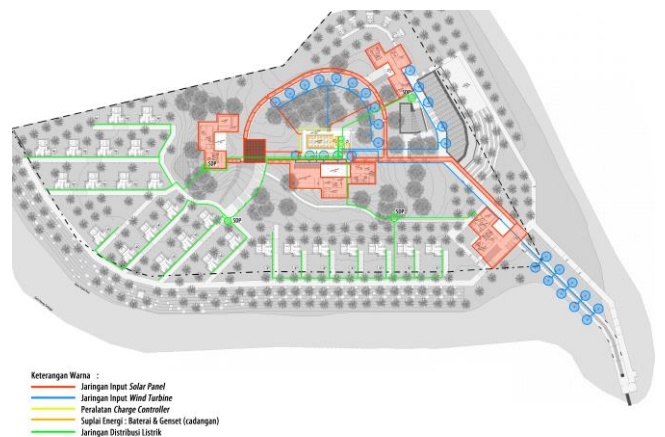 SDP
SDP
SDP
SDP
Keterangan Warna :
Jaringan Input Solar Panel
Jaringan Input Wind Turbine
Peralatan Charge Controller
Suplai Energi : Baterai & Genset (cadangan)
Jaringan Distribusi Listrik